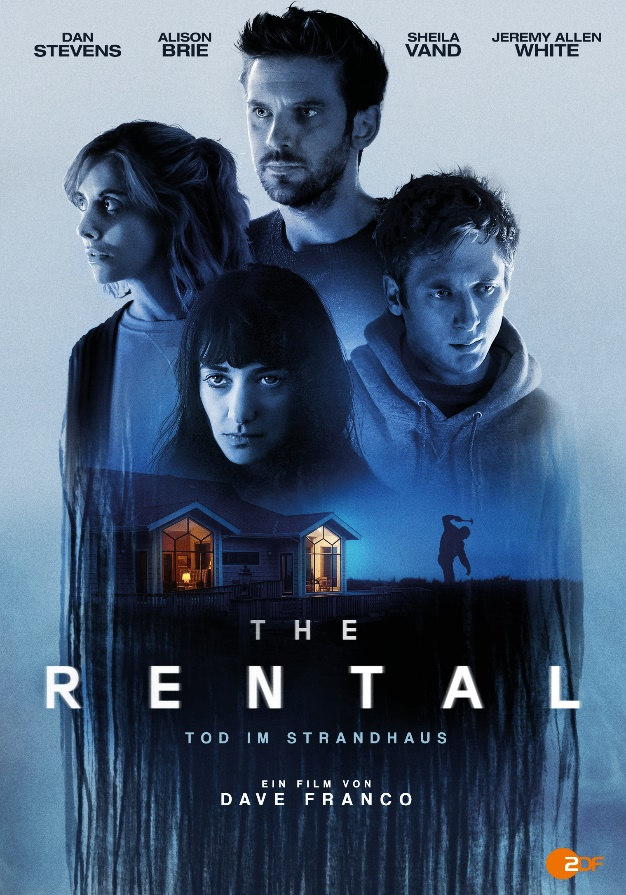 DAN
STEVENS
ALISON
BRIE
SHEILA
VAND
JEREMY ALLEN
WHITE
THE
RENTAL
TOD IM STRANDHAUS
EIN FILM VON
DAVE FRANCO
2DF